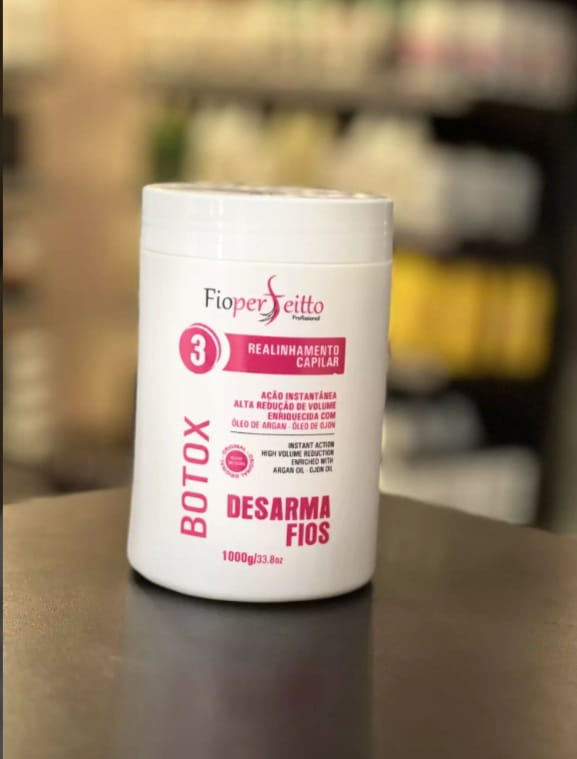 Fioperfeitto
Profissional
3
REALINHAMENTO
CAPILAR
AÇÃO INSTANTÂNEA
ALTA REDUÇÃO DE VOLUME
ENRIQUECIDA COM
ÓLEO DE ARGAN · ÓLEO DE OJON
INSTANT ACTION
HIGH VOLUME REDUCTION
ENRICHED WITH
ARGAN OIL · OJON OIL
BOTOX
DESARMA
FIOS
1000g/33.8oz